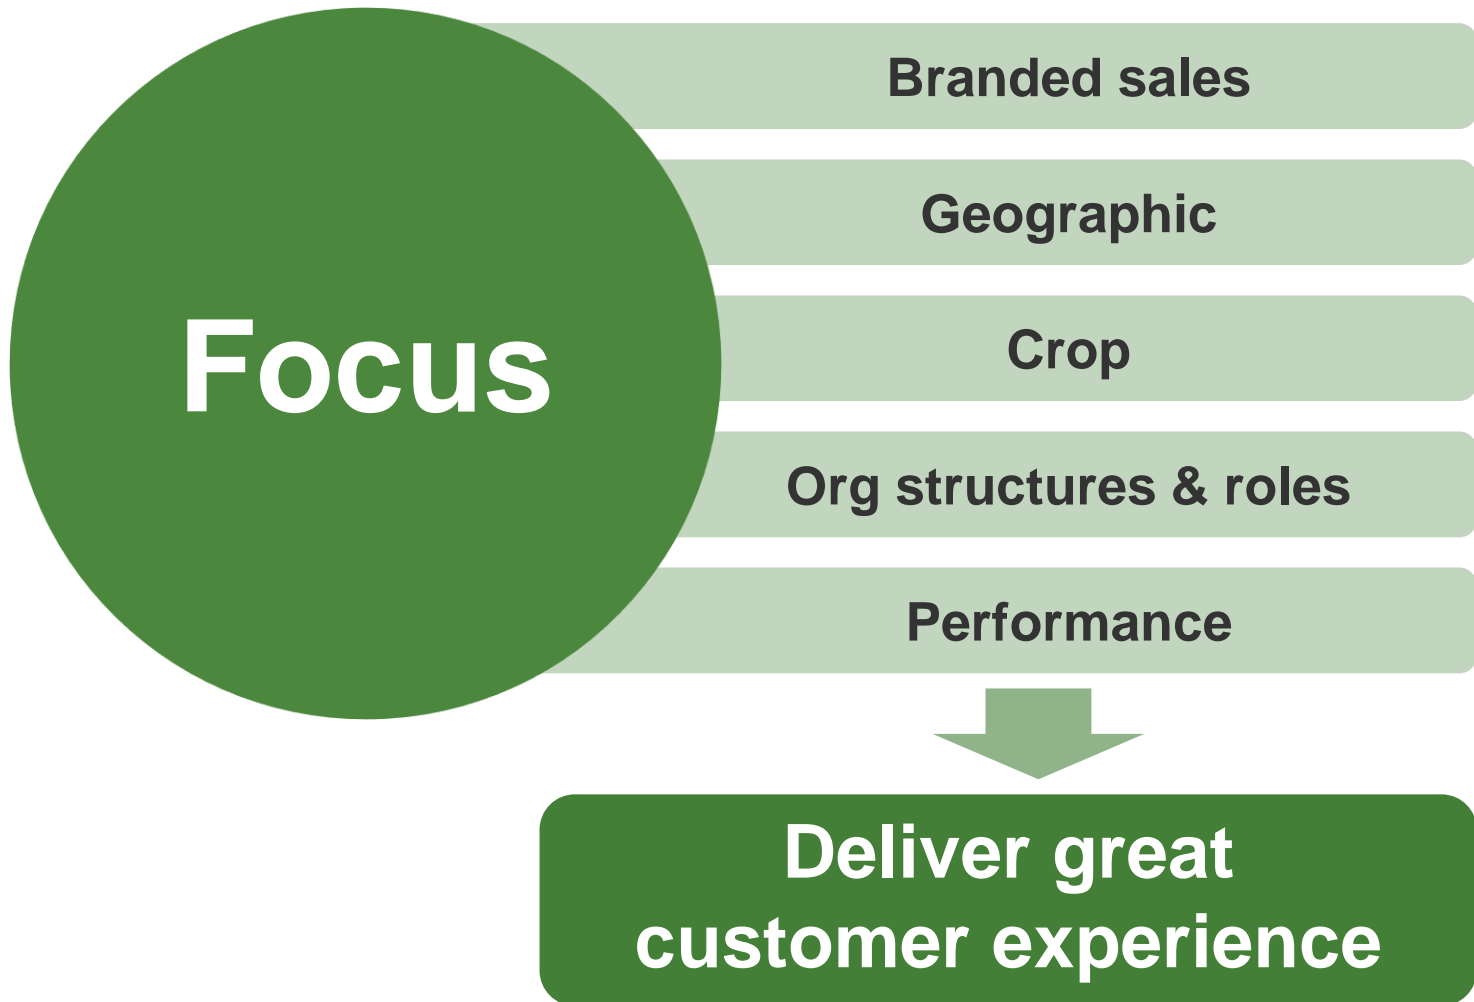 Focus
Branded sales
Geographic
Crop
Org structures & roles
Performance
Deliver great
customer experience